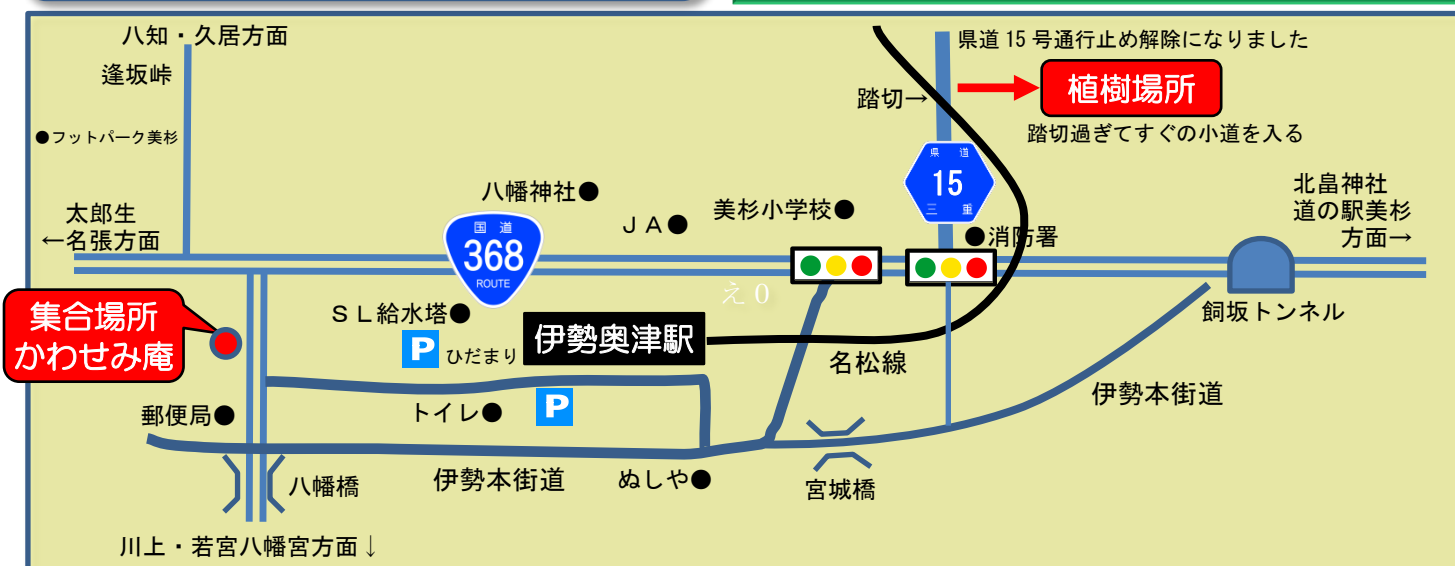 八知・久居方面
逢坂峠
●フットパーク美杉
太郎生
←名張方面
県道15号通行止め解除になりました
踏切→
植樹場所
踏切過ぎてすぐの小道を入る
県 道
15
三 重
八幡神社●
ＪＡ●
美杉小学校●
●消防署
北畠神社
道の駅美杉
方面→
国 道
368
ROUTE
え０
集合場所
かわせみ庵
ＳＬ給水塔●
P ひだまり
伊勢奥津駅
名松線
飼坂トンネル
伊勢本街道
郵便局●
トイレ●
P
八幡橋
伊勢本街道
ぬしや●
宮城橋
川上・若宮八幡宮方面↓